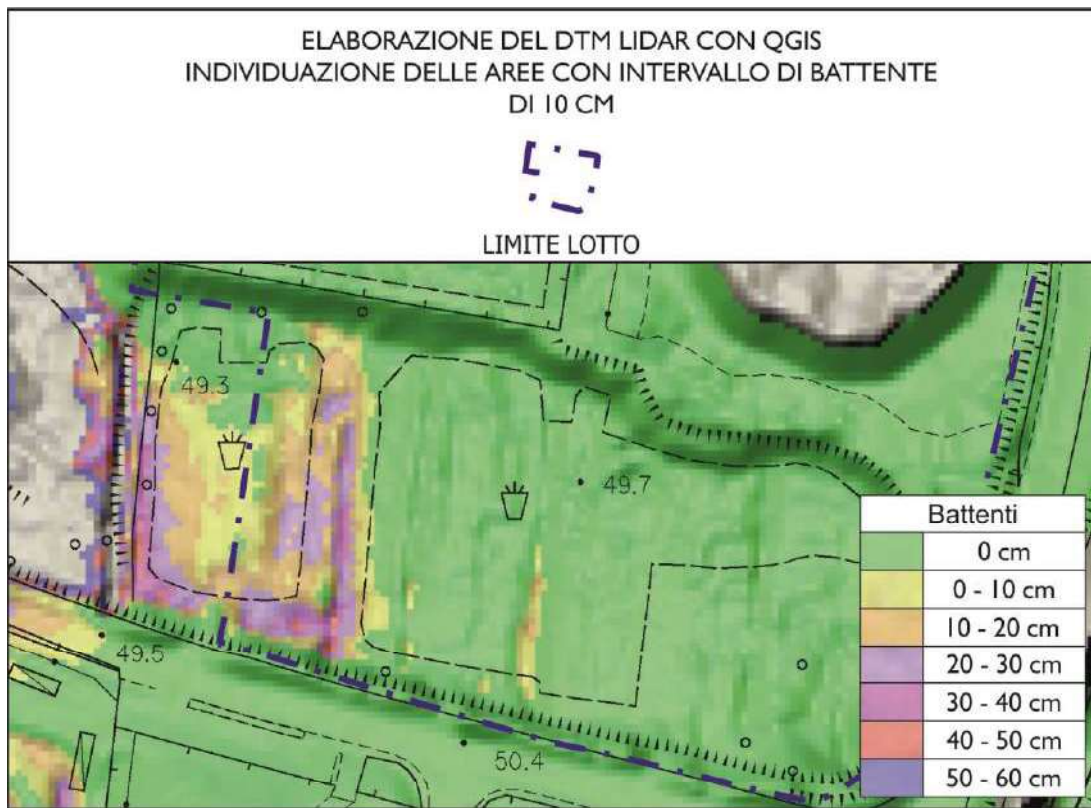 ELABORAZIONE DEL DTM LIDAR CON QGIS
INDIVIDUAZIONE DELLE AREE CON INTERVALLO DI BATTENTE
DI 10 CM
LIMITE LOTTO
49.3
49.7
49.5
50.4
Battenti
0 cm
0 - 10 cm
10 - 20 cm
20 - 30 cm
30 - 40 cm
40 - 50 cm
50 - 60 cm